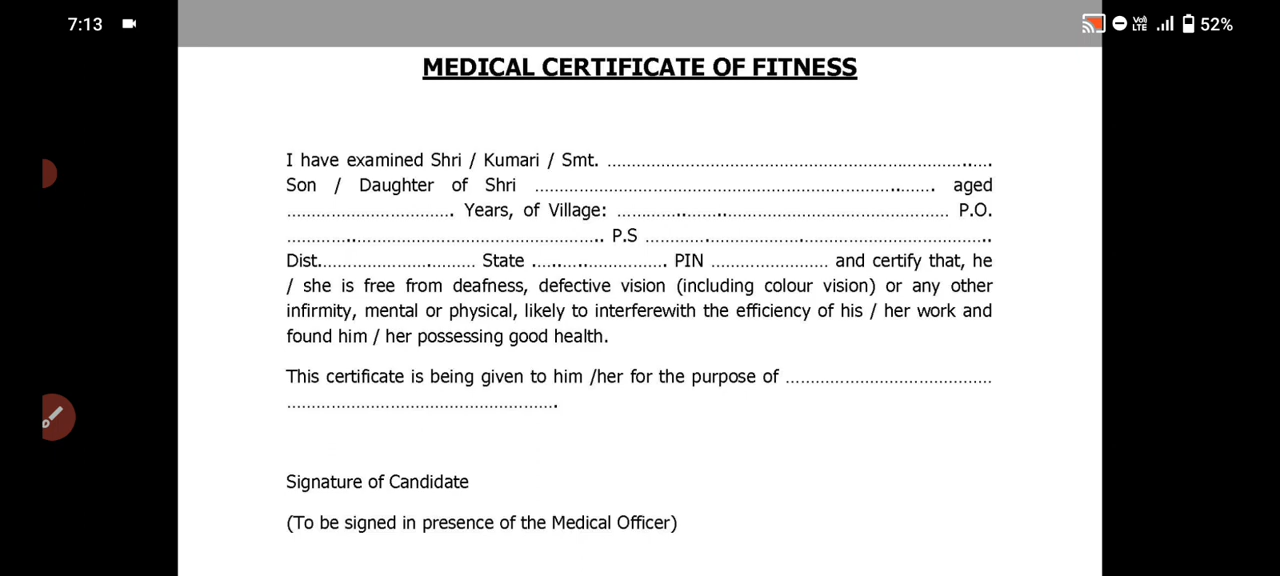 7:13
Vo) LTE 52%
MEDICAL CERTIFICATE OF FITNESS
I have examined Shri / Kumari / Smt. ................................................................................
Son / Daughter of Shri .................................................................................. aged
.................................. Years, of Village: .................................................................... P.O.
................................................................. P.S ......................................................................
Dist................................ State ............................ PIN ........................ and certify that, he
/ she is free from deafness, defective vision (including colour vision) or any other
infirmity, mental or physical, likely to interferewith the efficiency of his / her work and
found him / her possessing good health.
This certificate is being given to him /her for the purpose of ..........................................
.......................................................
Signature of Candidate
(To be signed in presence of the Medical Officer)